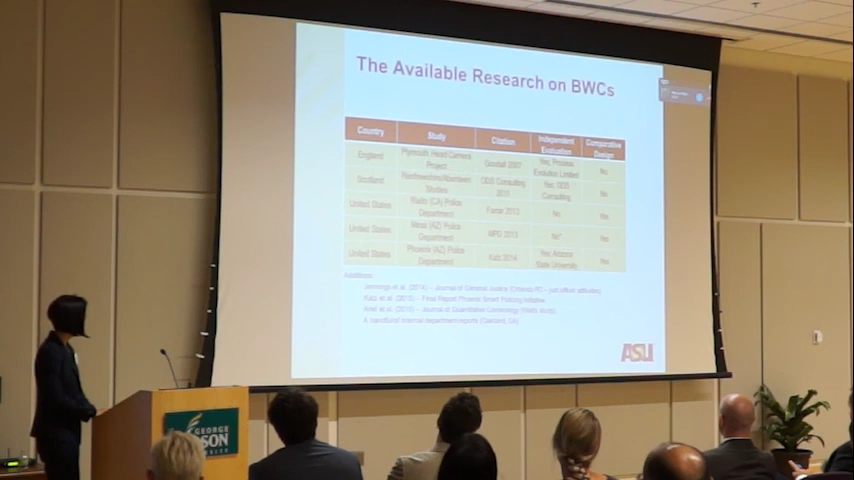 The Available Research on BWCs
Country Study Citation Independent Evaluation Comparative Design
England Plymouth Head Camera Project Goodall 2007 Yes; Process Evolution Limited No
Scotland Renfrewshire/Aberdeen Studies ODS Consulting 2011 Yes; ODS Consulting No
United States Rialto (CA) Police Department Farrar 2013 No Yes
United States Mesa (AZ) Police Department MPD 2013 No* Yes
United States Phoenix (AZ) Police Department Katz 2014 Yes; Arizona State University Yes
Additions:
Jennings et al. (2014) – Journal of Criminal Justice (Orlando PD – just officer attitudes)
Katz et al. (2015) – Final Report Phoenix Smart Policing Initiative
Ariel et al. (2015) – Journal of Quantitative Criminology (Rialto study)
A handful of internal department reports (Oakland, CA)
ASU
GEORGE